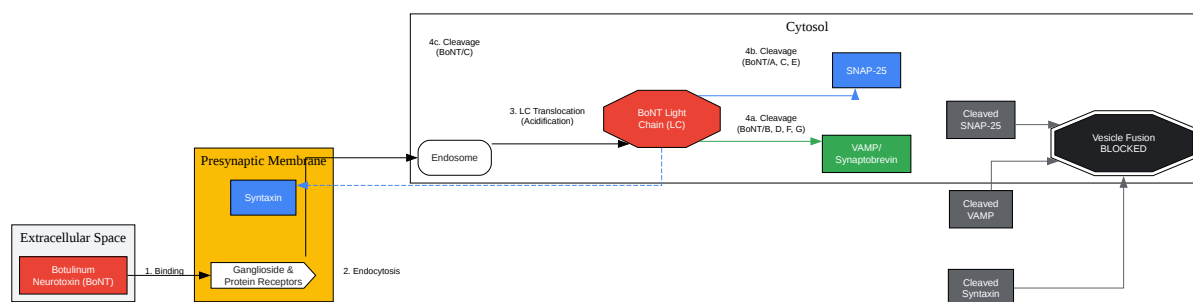 Cytosol
4c. Cleavage
(BoNT/C)
4b. Cleavage
(BoNT/A, C, E)
SNAP-25
3. LC Translocation
(Acidification)
BoNT Light
Chain (LC)
4a. Cleavage
(BoNT/B, D, F, G)
Cleaved
SNAP-25
Vesicle Fusion
BLOCKED
Endosome
VAMP/
Synaptobrevin
Presynaptic Membrane
Syntaxin
Cleaved
VAMP
Extracellular Space
Botulinum
Neurotoxin (BoNT)
1. Binding
Ganglioside &
Protein Receptors
2. Endocytosis
Cleaved
Syntaxin